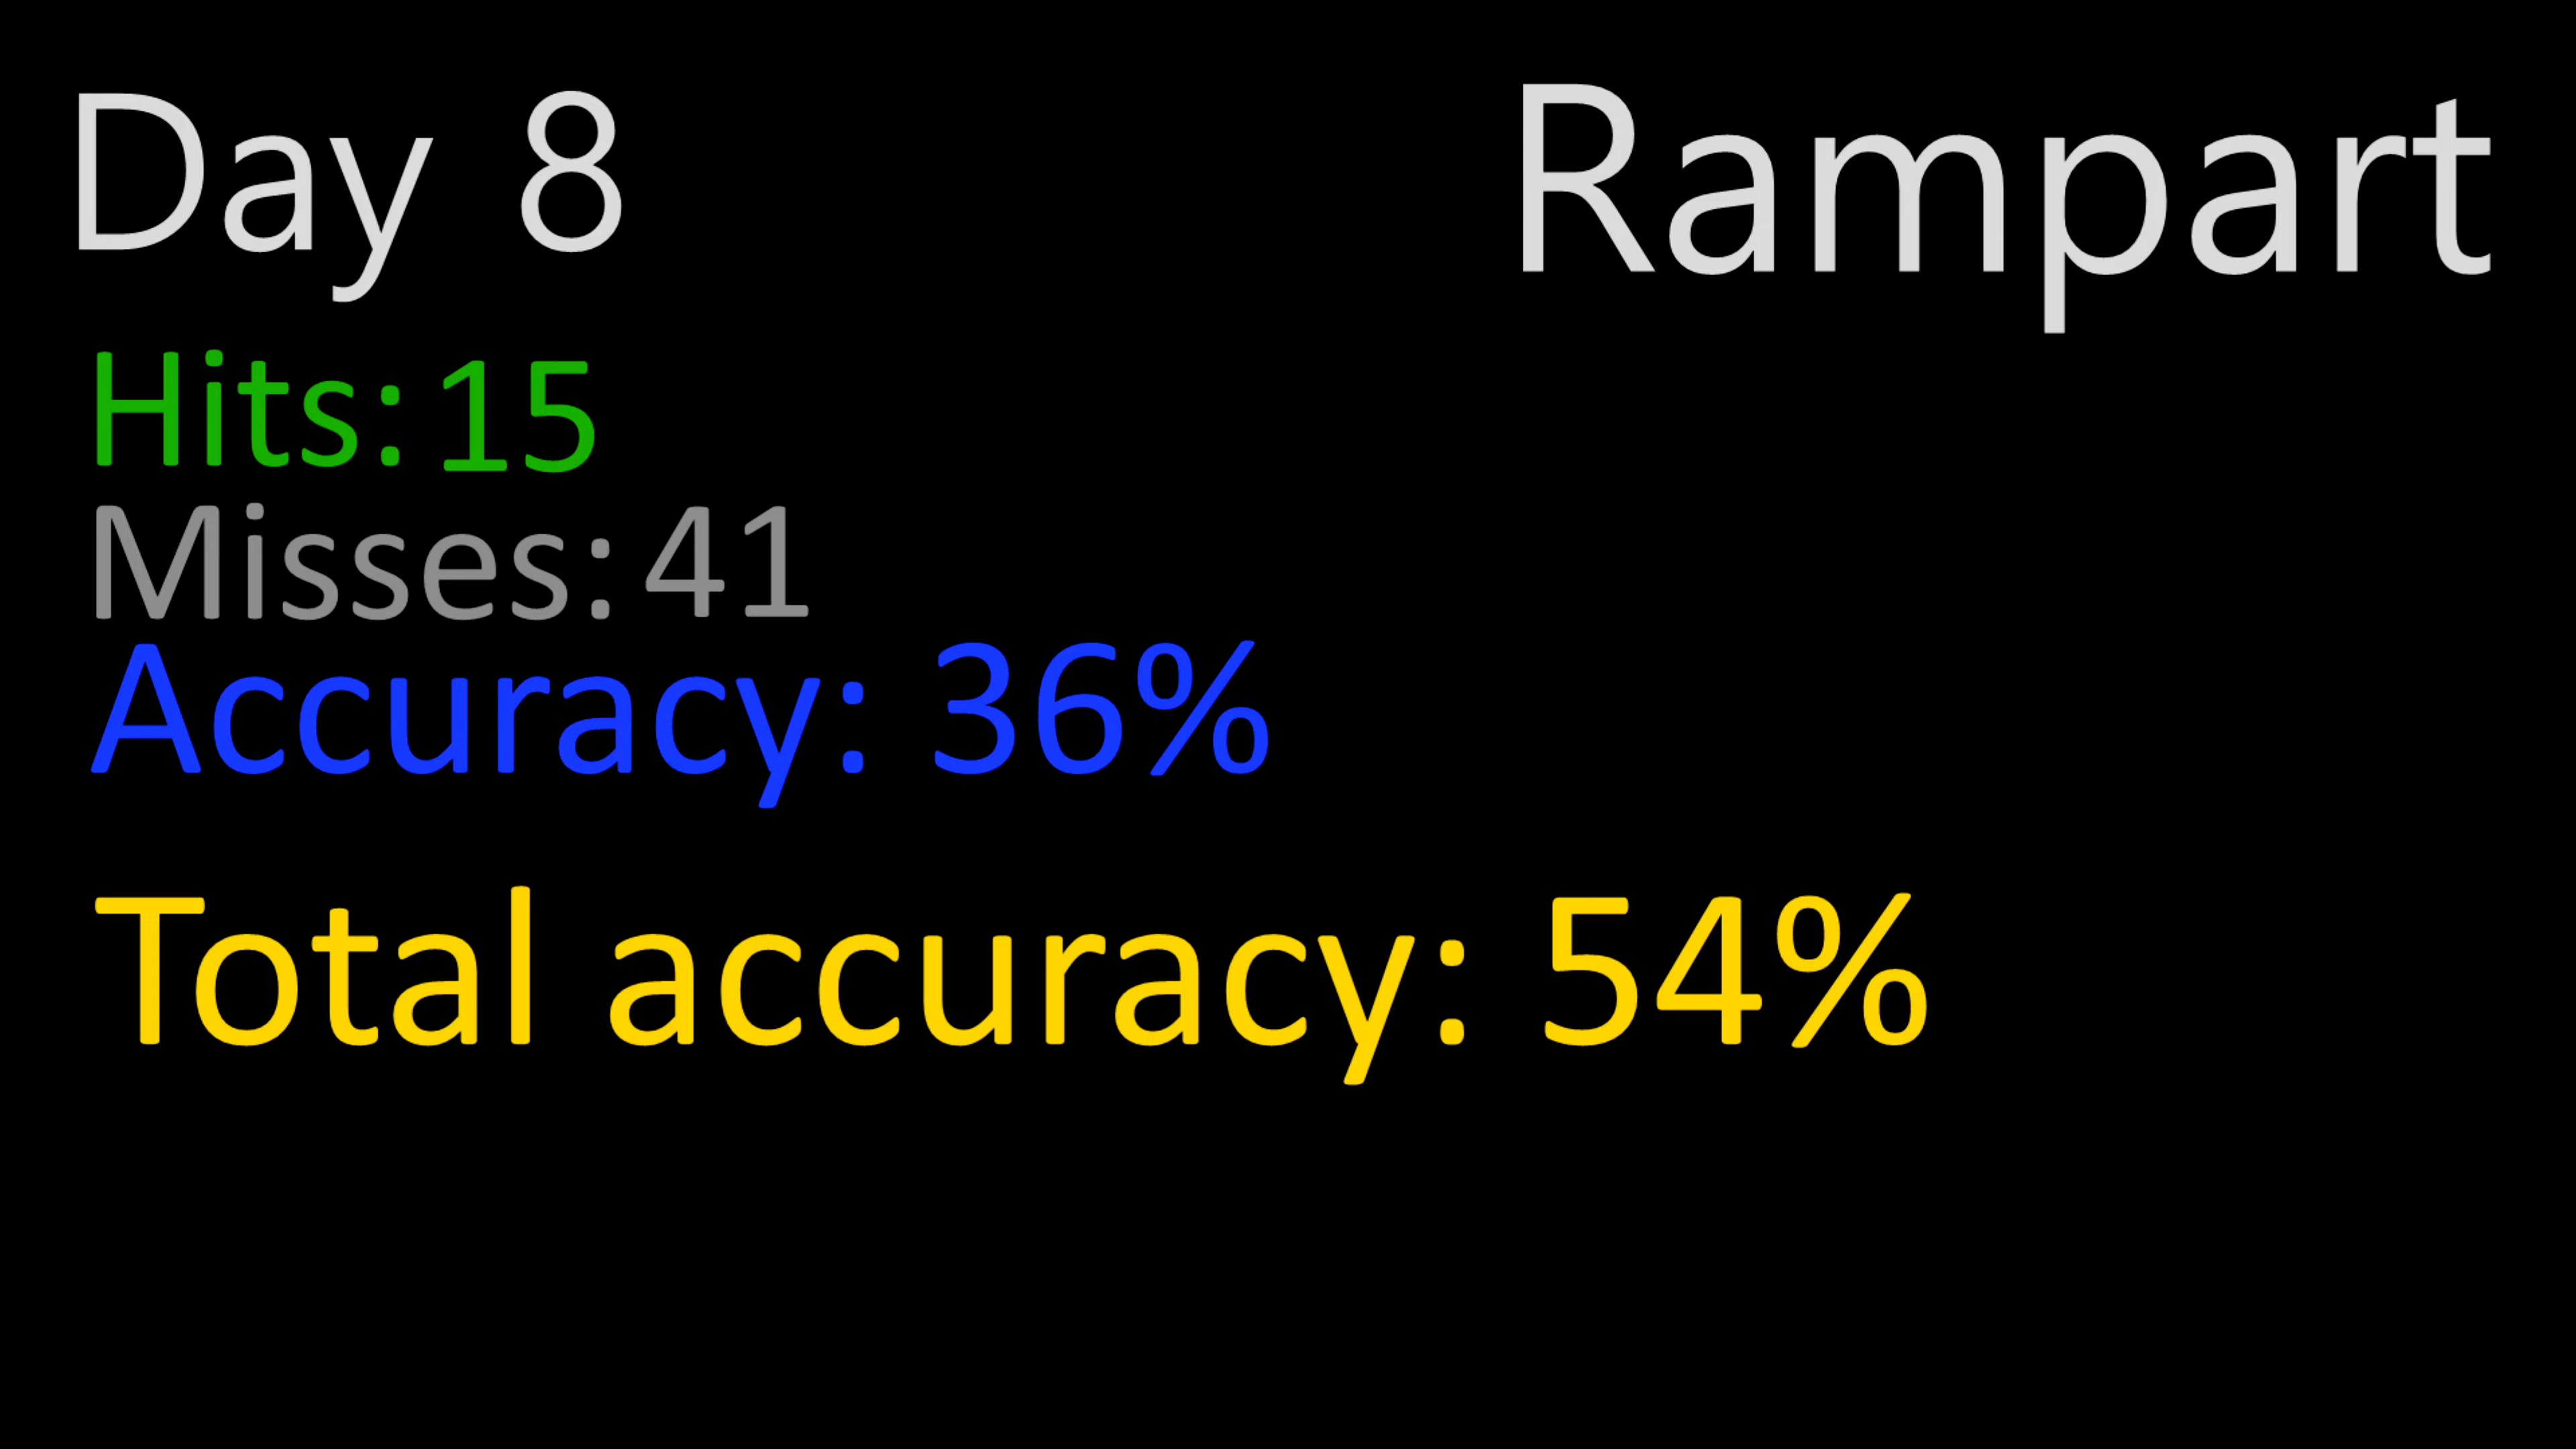 Day 8
Rampart
Hits: 15
Misses: 41
Accuracy: 36%
Total accuracy: 54%